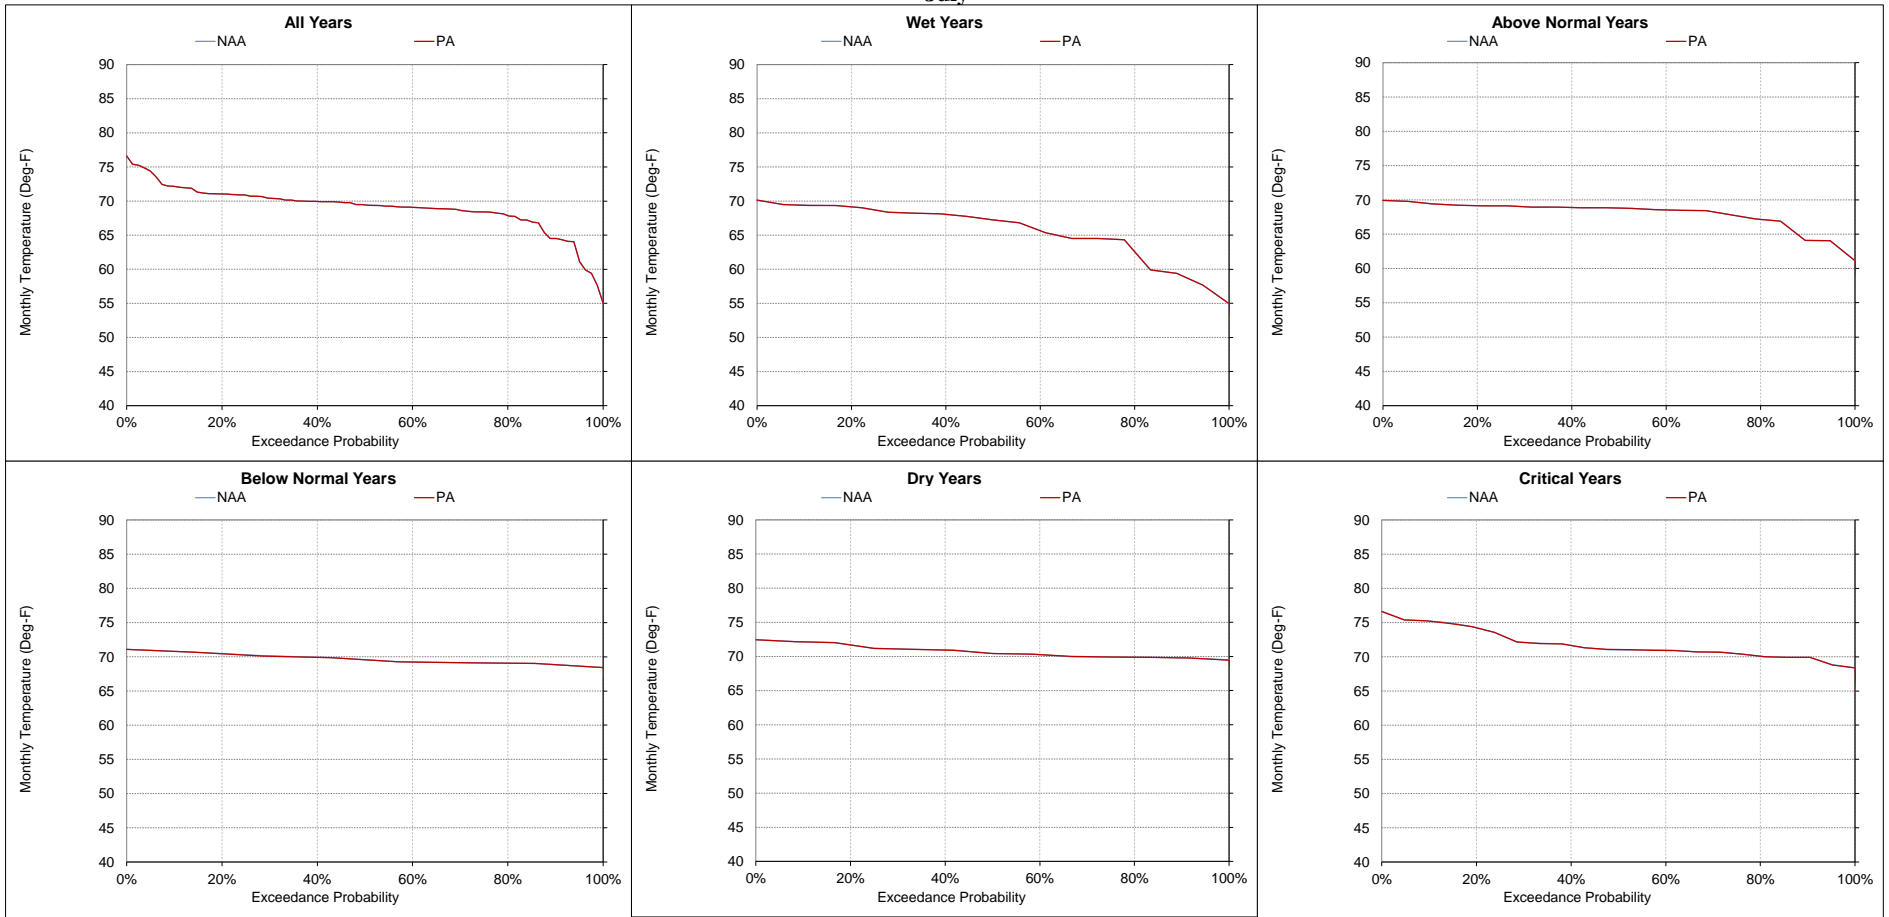 All Years
NAA PA
90
85
80
75
70
65
60
55
50
45
40
0% 20% 40% 60% 80% 100%
Exceedance Probability
Monthly Temperature (Deg-F)
Wet Years
NAA PA
90
85
80
75
70
65
60
55
50
45
40
0% 20% 40% 60% 80% 100%
Exceedance Probability
Monthly Temperature (Deg-F)
Above Normal Years
NAA PA
90
85
80
75
70
65
60
55
50
45
40
0% 20% 40% 60% 80% 100%
Exceedance Probability
Monthly Temperature (Deg-F)
Below Normal Years
NAA PA
90
85
80
75
70
65
60
55
50
45
40
0% 20% 40% 60% 80% 100%
Exceedance Probability
Monthly Temperature (Deg-F)
Dry Years
NAA PA
90
85
80
75
70
65
60
55
50
45
40
0% 20% 40% 60% 80% 100%
Exceedance Probability
Monthly Temperature (Deg-F)
Critical Years
NAA PA
90
85
80
75
70
65
60
55
50
45
40
0% 20% 40% 60% 80% 100%
Exceedance Probability
Monthly Temperature (Deg-F)